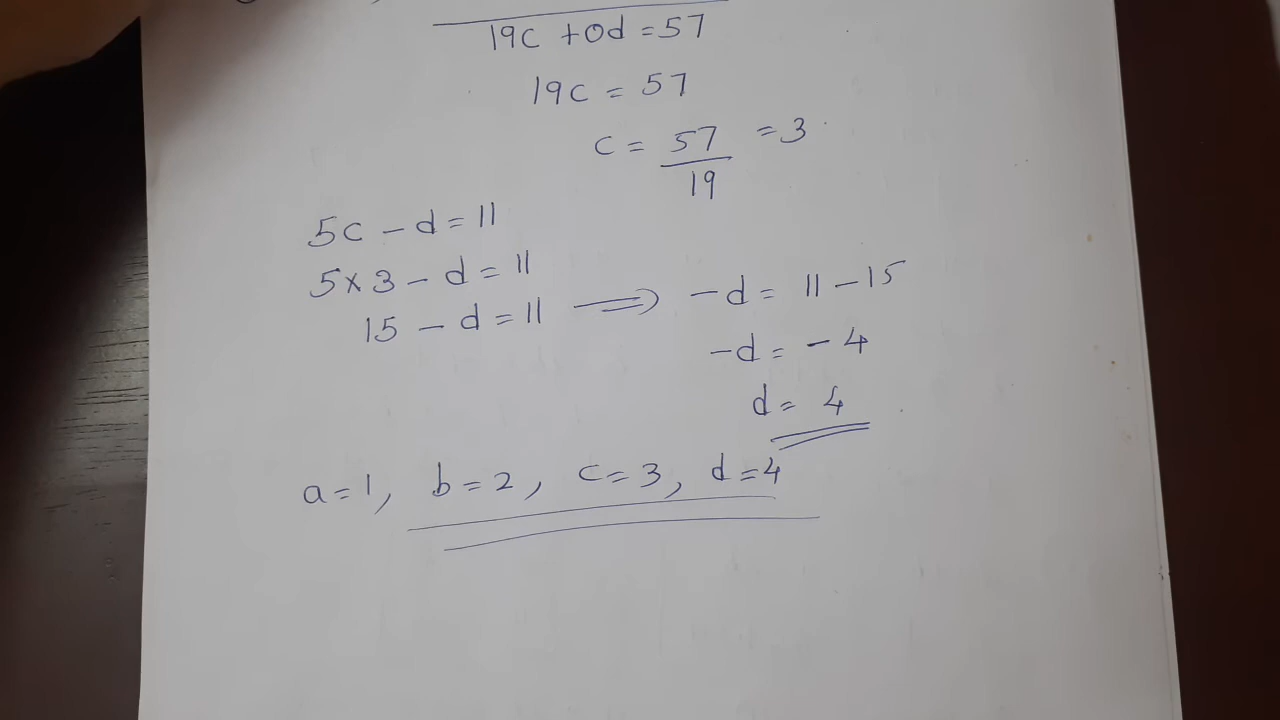 19c + 0d = 57
19c = 57
c = 57/19 = 3
5c - d = 11
5 × 3 - d = 11
15 - d = 11 ⟹ -d = 11 - 15
-d = -4
d = 4
a = 1, b = 2, c = 3, d = 4